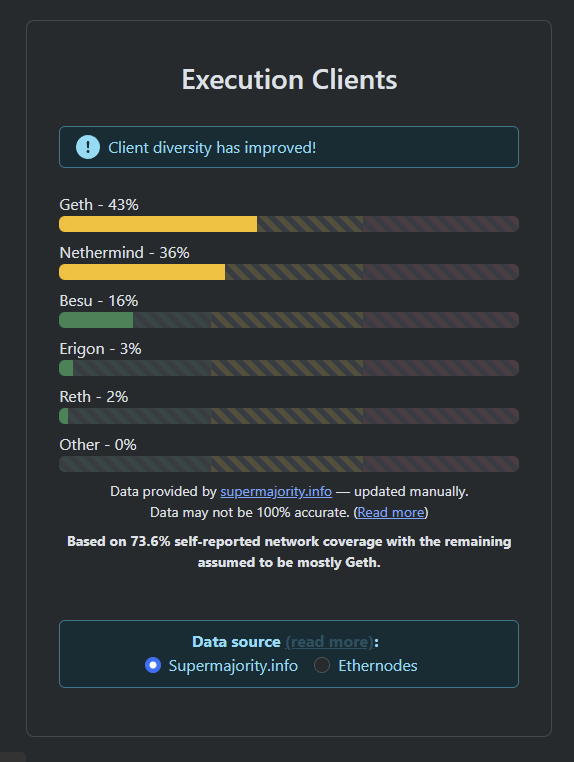 Execution Clients
! Client diversity has improved!
Geth - 43%
Nethermind - 36%
Besu - 16%
Erigon - 3%
Reth - 2%
Other - 0%
Data provided by supermajority.info — updated manually.
Data may not be 100% accurate. (Read more)
Based on 73.6% self-reported network coverage with the remaining
assumed to be mostly Geth.
Data source (read more):
Supermajority.info Ethernodes